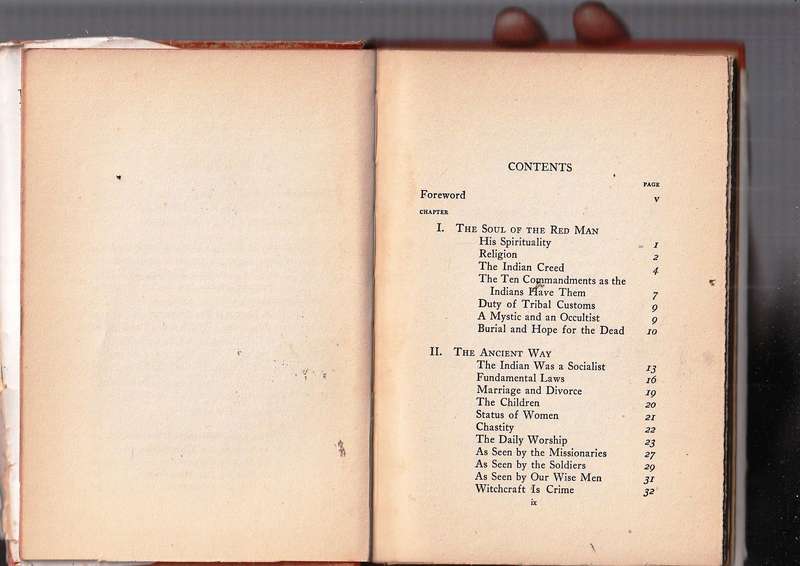 CONTENTS
PAGE
Foreword v
CHAPTER
I. THE SOUL OF THE RED MAN
His Spirituality 1
Religion 2
The Indian Creed 4
The Ten Commandments as the
Indians Have Them 7
Duty of Tribal Customs 9
A Mystic and an Occultist 9
Burial and Hope for the Dead 10
II. THE ANCIENT WAY
The Indian Was a Socialist 13
Fundamental Laws 16
Marriage and Divorce 19
The Children 20
Status of Women 21
Chastity 22
The Daily Worship 23
As Seen by the Missionaries 27
As Seen by the Soldiers 29
As Seen by Our Wise Men 31
Witchcraft Is Crime 32
ix